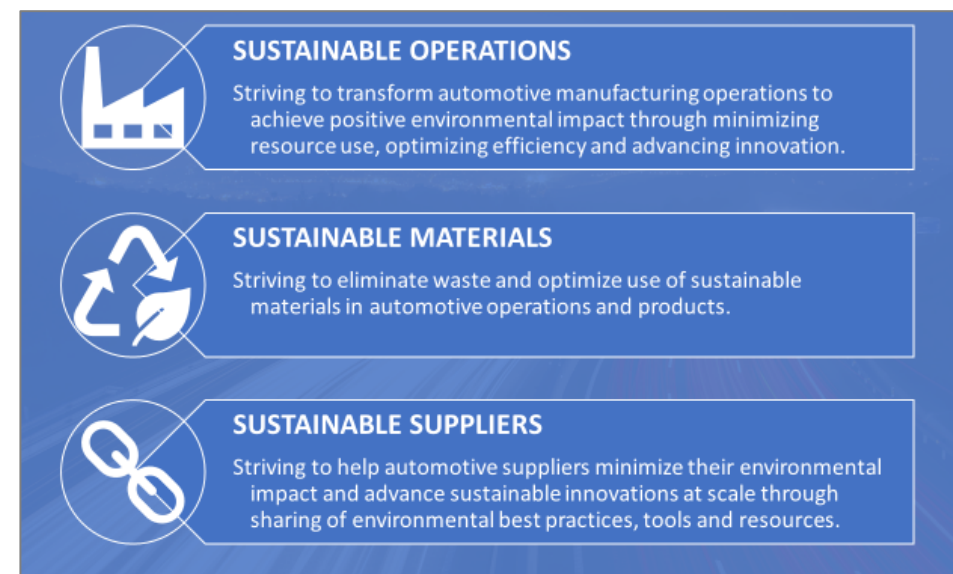 SUSTAINABLE OPERATIONS
Striving to transform automotive manufacturing operations to
achieve positive environmental impact through minimizing
resource use, optimizing efficiency and advancing innovation.
SUSTAINABLE MATERIALS
Striving to eliminate waste and optimize use of sustainable
materials in automotive operations and products.
SUSTAINABLE SUPPLIERS
Striving to help automotive suppliers minimize their environmental
impact and advance sustainable innovations at scale through
sharing of environmental best practices, tools and resources.